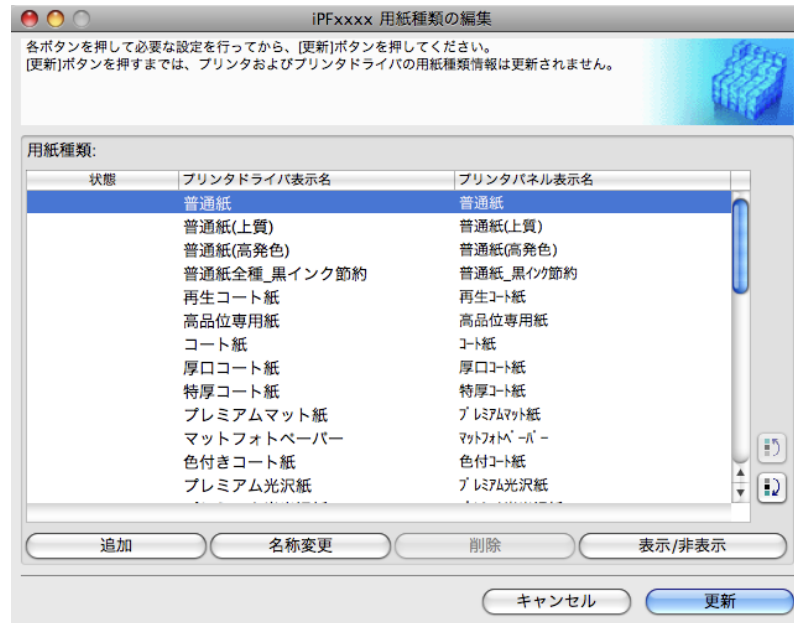 iPFxxxx 用紙種類の編集
各ボタンを押して必要な設定を行ってから、[更新]ボタンを押してください。
[更新]ボタンを押すまでは、プリンタおよびプリンタドライバの用紙種類情報は更新されません。
用紙種類:
状態 プリンタドライバ表示名 プリンタパネル表示名
普通紙 普通紙
普通紙(上質) 普通紙(上質)
普通紙(高発色) 普通紙(高発色)
普通紙全種_黒インク節約 普通紙_黒インク節約
再生コート紙 再生コート紙
高品位専用紙 高品位専用紙
コート紙 コート紙
厚口コート紙 厚口コート紙
特厚コート紙 特厚コート紙
プレミアムマット紙 プレミアムマット紙
マットフォトペーパー マットフォトペーパー
色付きコート紙 色付コート紙
プレミアム光沢紙 プレミアム光沢紙
追加 名称変更 削除 表示/非表示
キャンセル 更新